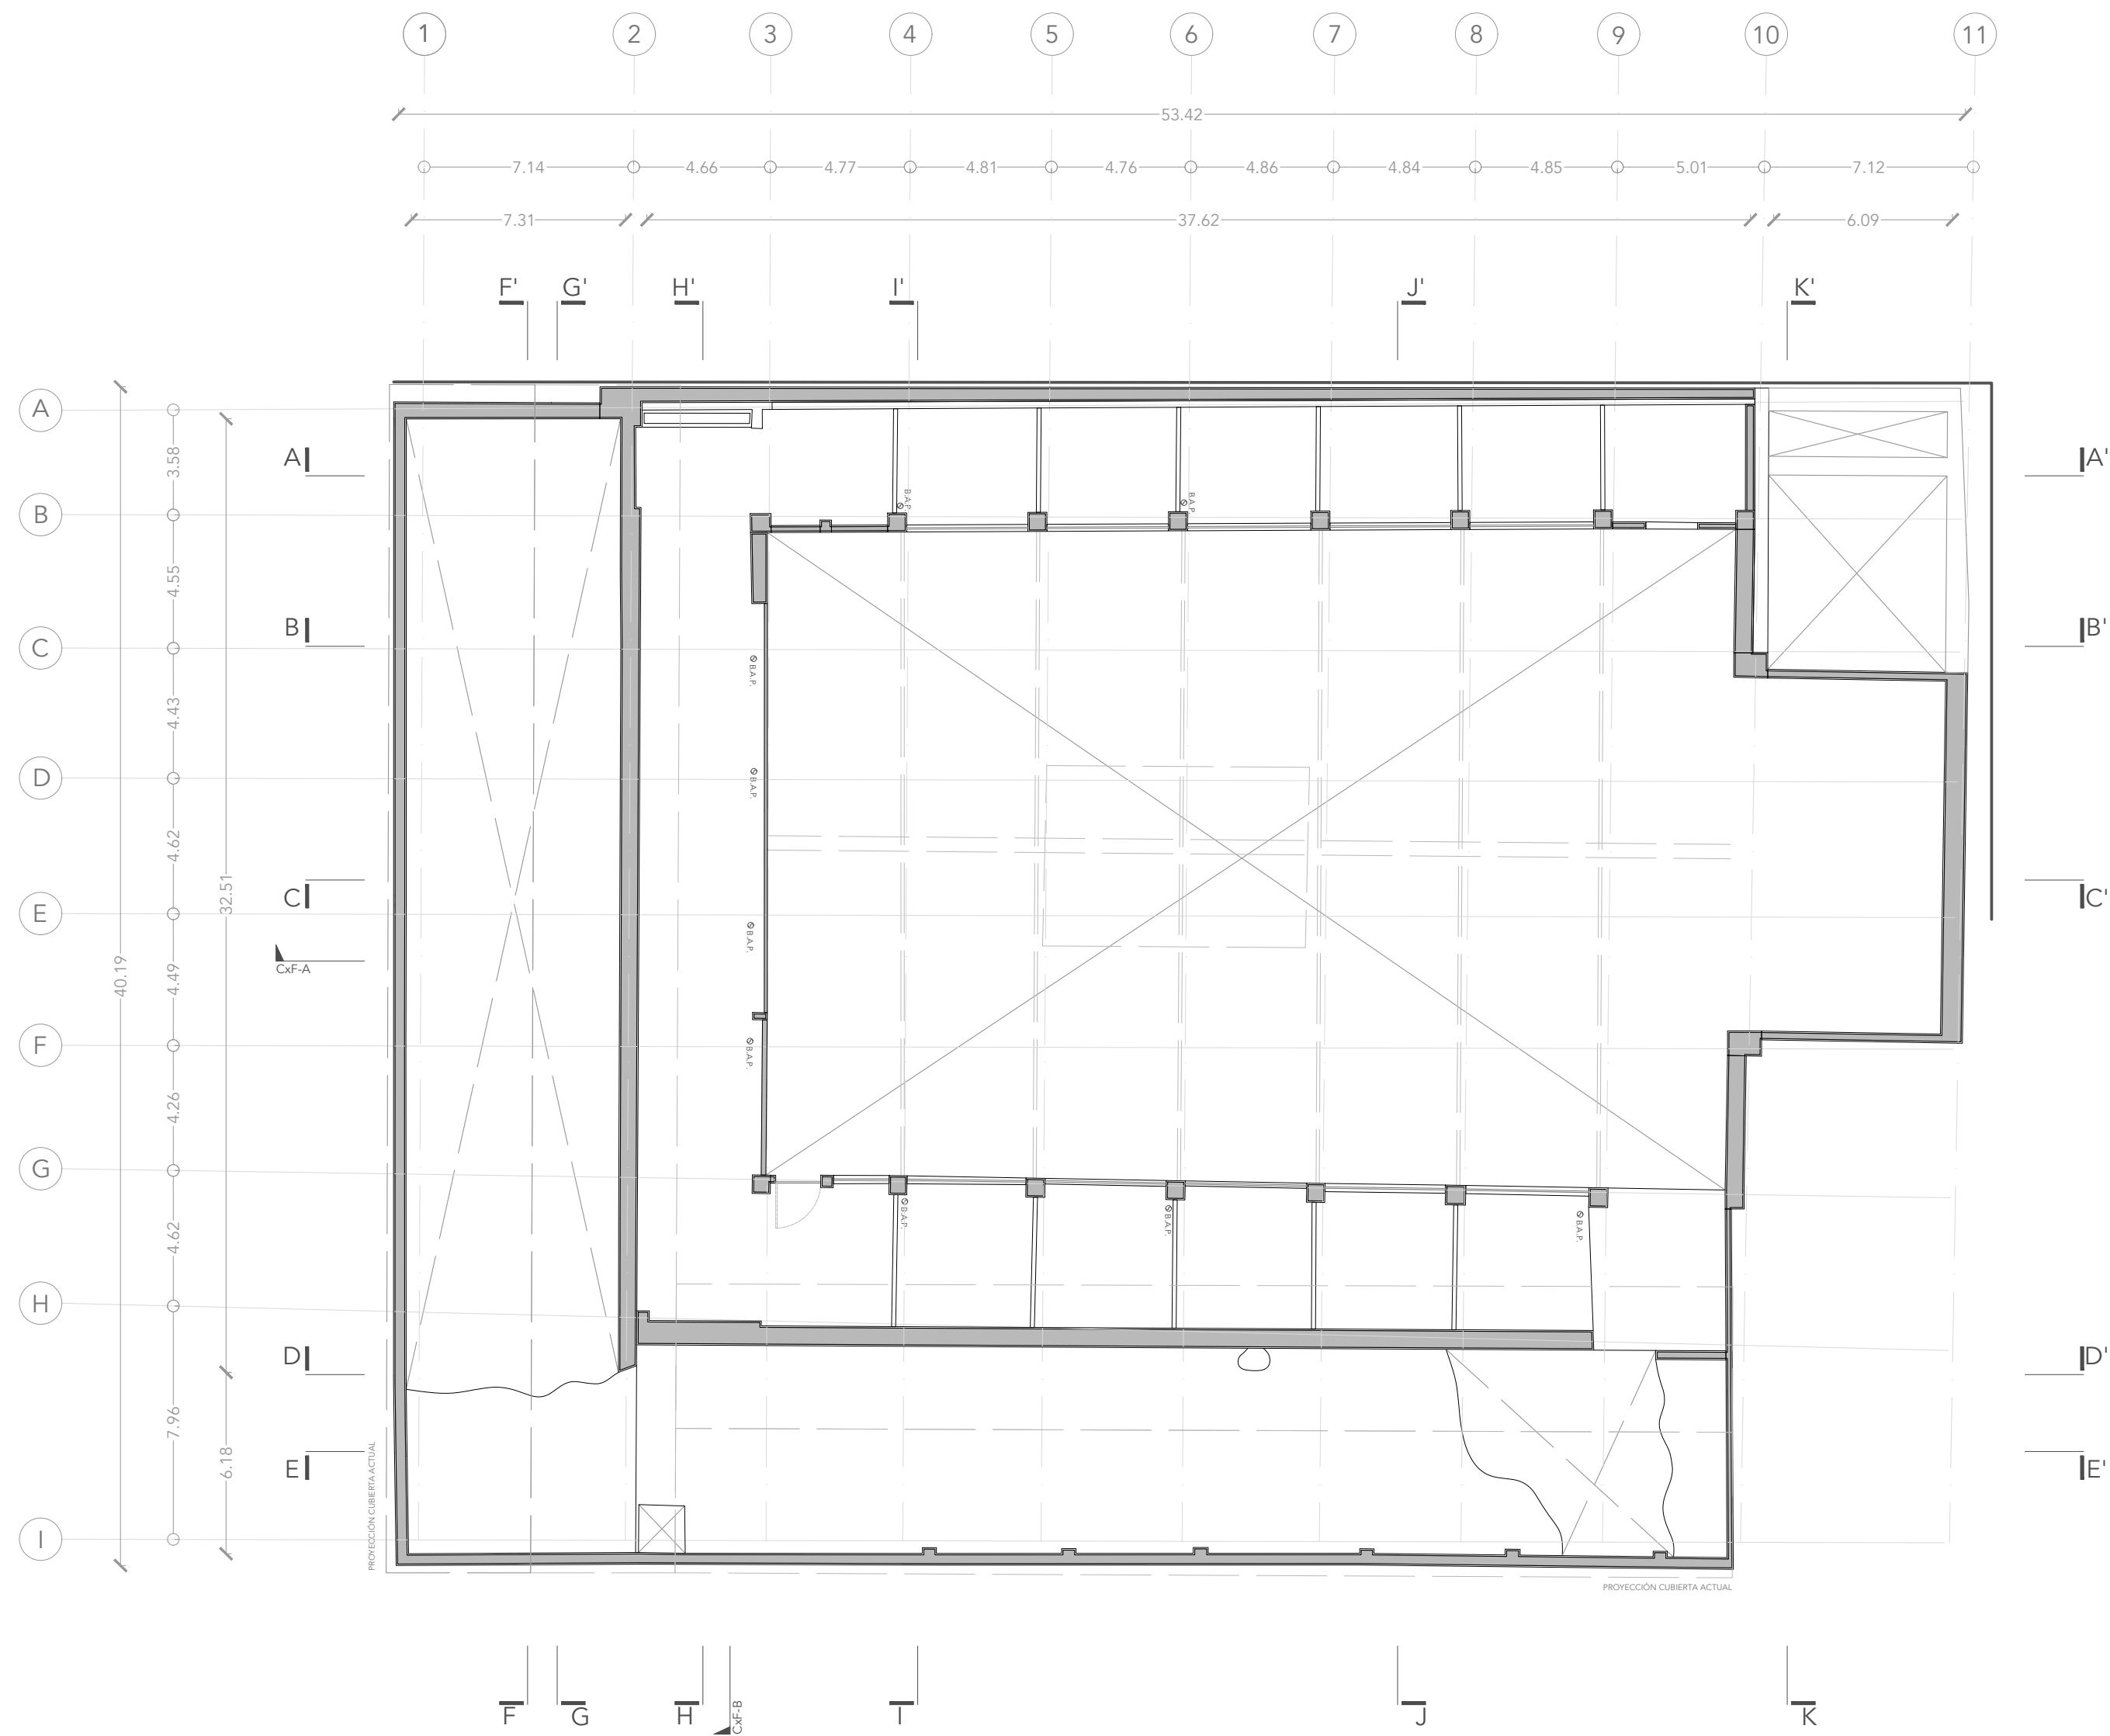 1 2 3 4 5 6 7 8 9 10 11
53.42
7.14 4.66 4.77 4.81 4.76 4.86 4.84 4.85 5.01 7.12
7.31 37.62 6.09
F' G' H' I' J' K'
A
B
C
D
E
F
G
H
I
3.58
4.55
4.43
4.62
4.49
4.26
4.62
7.96
40.19
32.51
6.18
A A'
B B'
C C'
CxF-A
D D'
E E'
B.A.P.
B.A.P.
B.A.P.
B.A.P.
B.A.P.
B.A.P.
B.A.P.
B.A.P.
B.A.P.
PROYECCIÓN CUBIERTA ACTUAL
PROYECCIÓN CUBIERTA ACTUAL
F G H CxF-B I J K